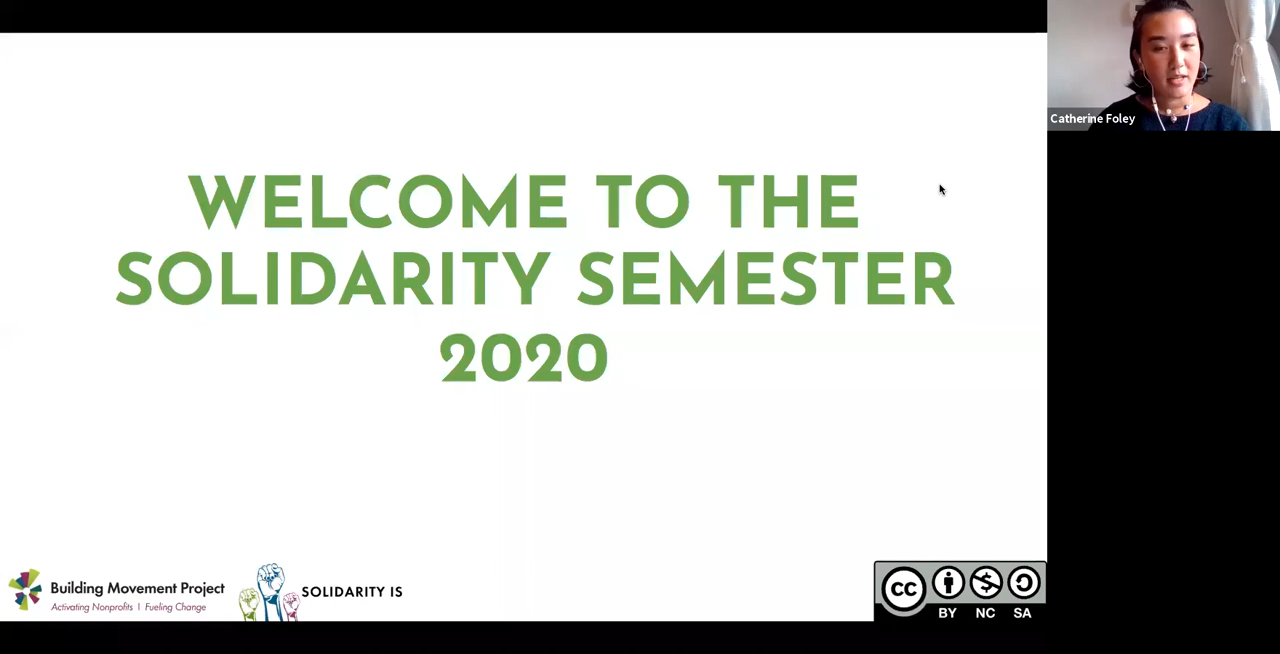 WELCOME TO THE
SOLIDARITY SEMESTER
2020
Catherine Foley
Building Movement Project
Activating Nonprofits | Fueling Change
SOLIDARITY IS
CC
BY NC SA